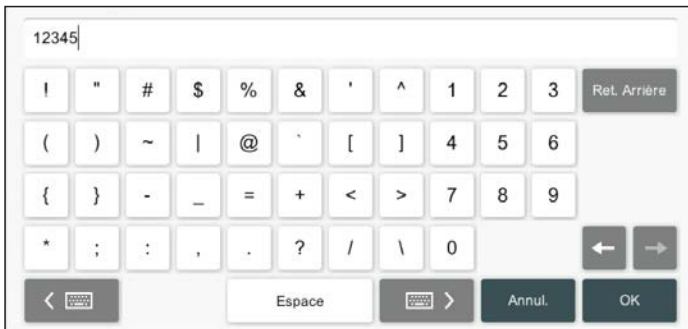 12345
! " # $ % & ' ^ 1 2 3 Ret. Arrière
( ) ~ | @ ` [ ] 4 5 6
{ } - _ = + < > 7 8 9
* ; : , . ? / \ 0 ← →
< Espace > Annul. OK